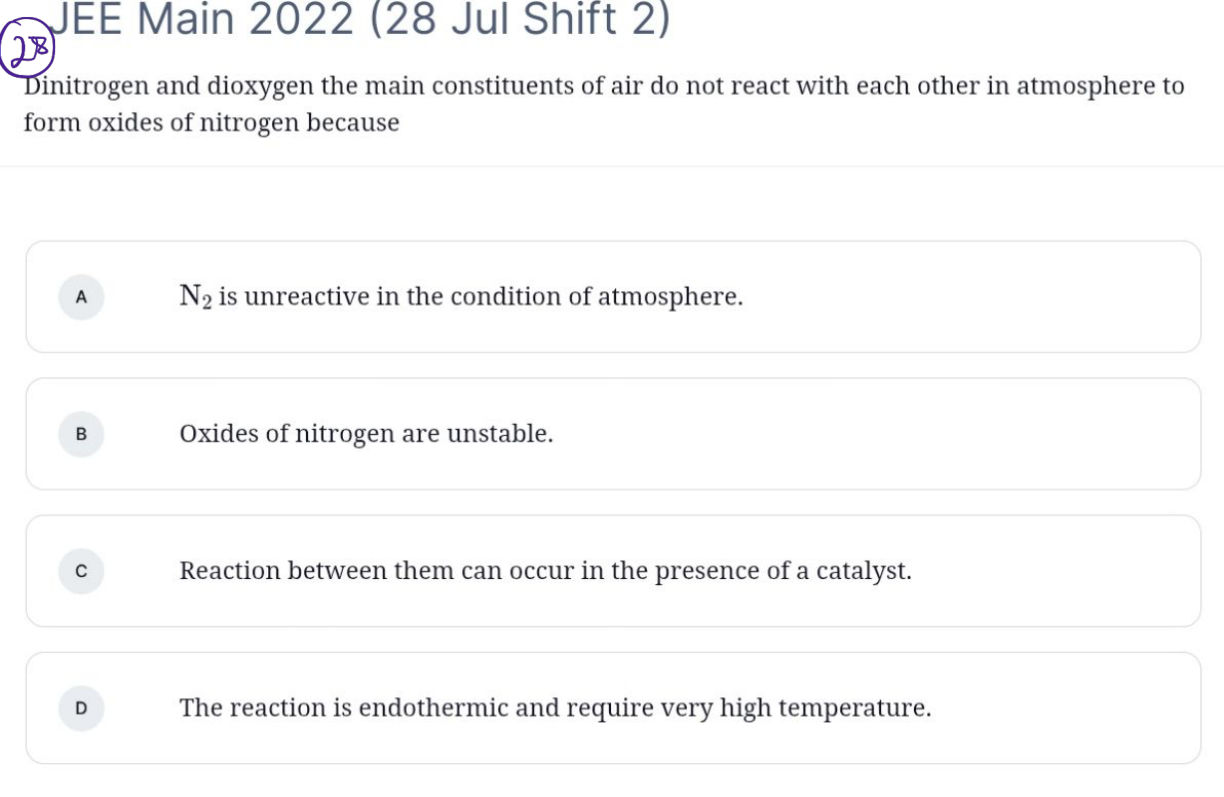 JEE Main 2022 (28 Jul Shift 2)
28
Dinitrogen and dioxygen the main constituents of air do not react with each other in atmosphere to
form oxides of nitrogen because
A N₂ is unreactive in the condition of atmosphere.
B Oxides of nitrogen are unstable.
C Reaction between them can occur in the presence of a catalyst.
D The reaction is endothermic and require very high temperature.